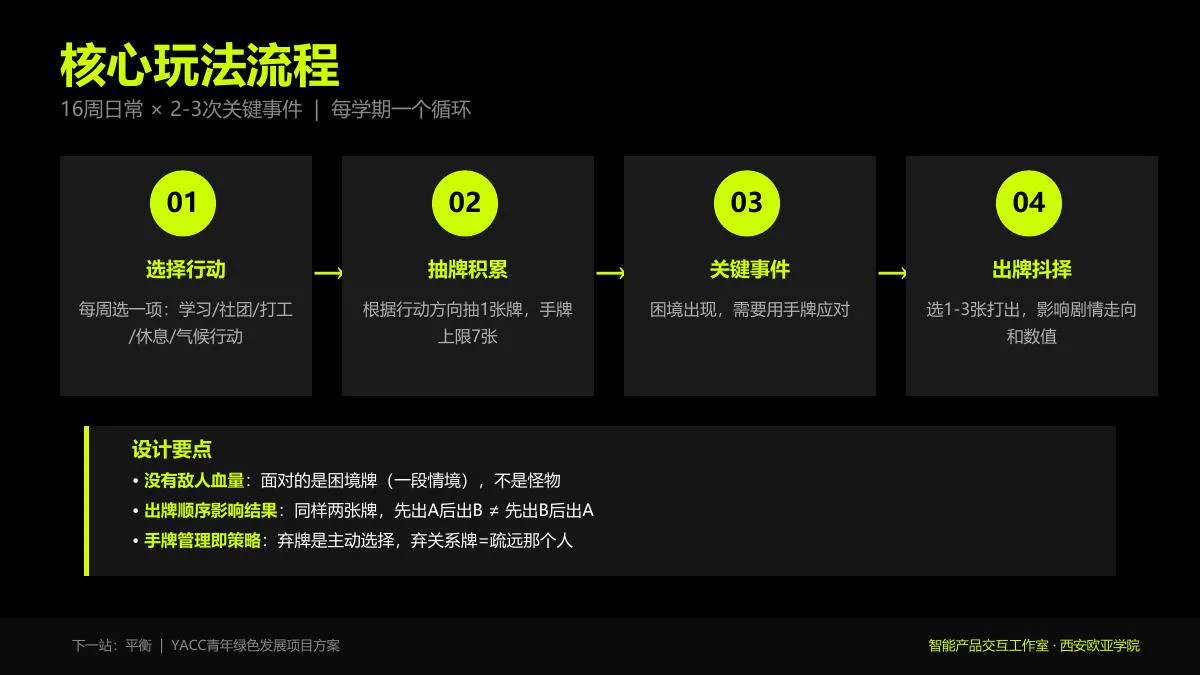 核心玩法流程
16周日常 × 2-3次关键事件 | 每学期一个循环
01
选择行动
每周选一项：学习/社团/打工
/休息/气候行动
→
02
抽牌积累
根据行动方向抽1张牌，手牌
上限7张
→
03
关键事件
困境出现，需要用手牌应对
→
04
出牌抖择
选1-3张打出，影响剧情走向
和数值
设计要点
• 没有敌人血量：面对的是困境牌（一段情境），不是怪物
• 出牌顺序影响结果：同样两张牌，先出A后出B ≠ 先出B后出A
• 手牌管理即策略：弃牌是主动选择，弃关系牌=疏远那个人
下一站：平衡 | YACC青年绿色发展项目方案
智能产品交互工作室 · 西安欧亚学院